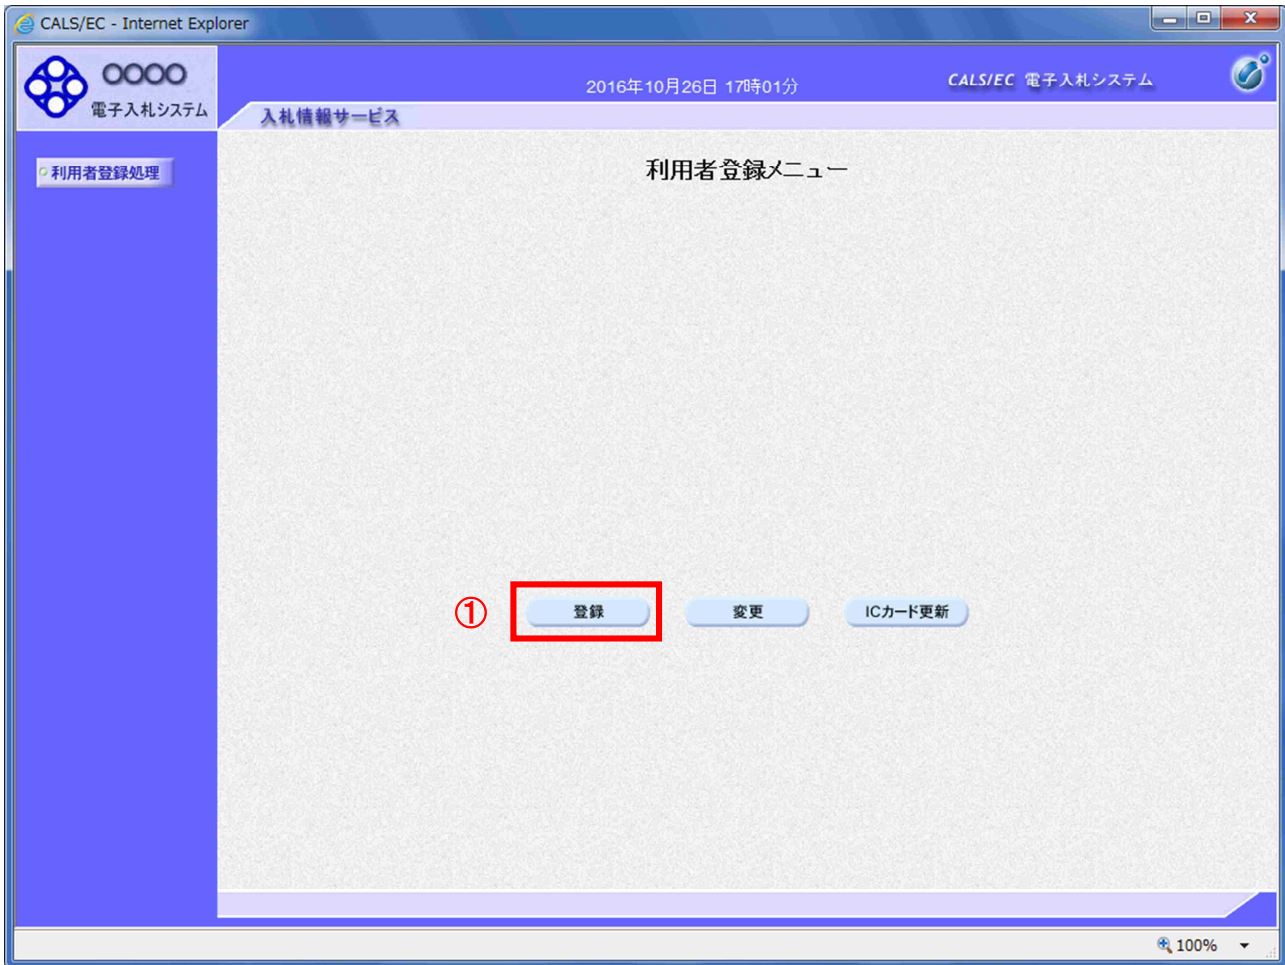 CALS/EC - Internet Explorer
〇〇〇〇
電子入札システム
2016年10月26日 17時01分
CALS/EC 電子入札システム
入札情報サービス
利用者登録処理
利用者登録メニュー
① 登録 変更 ICカード更新
100%